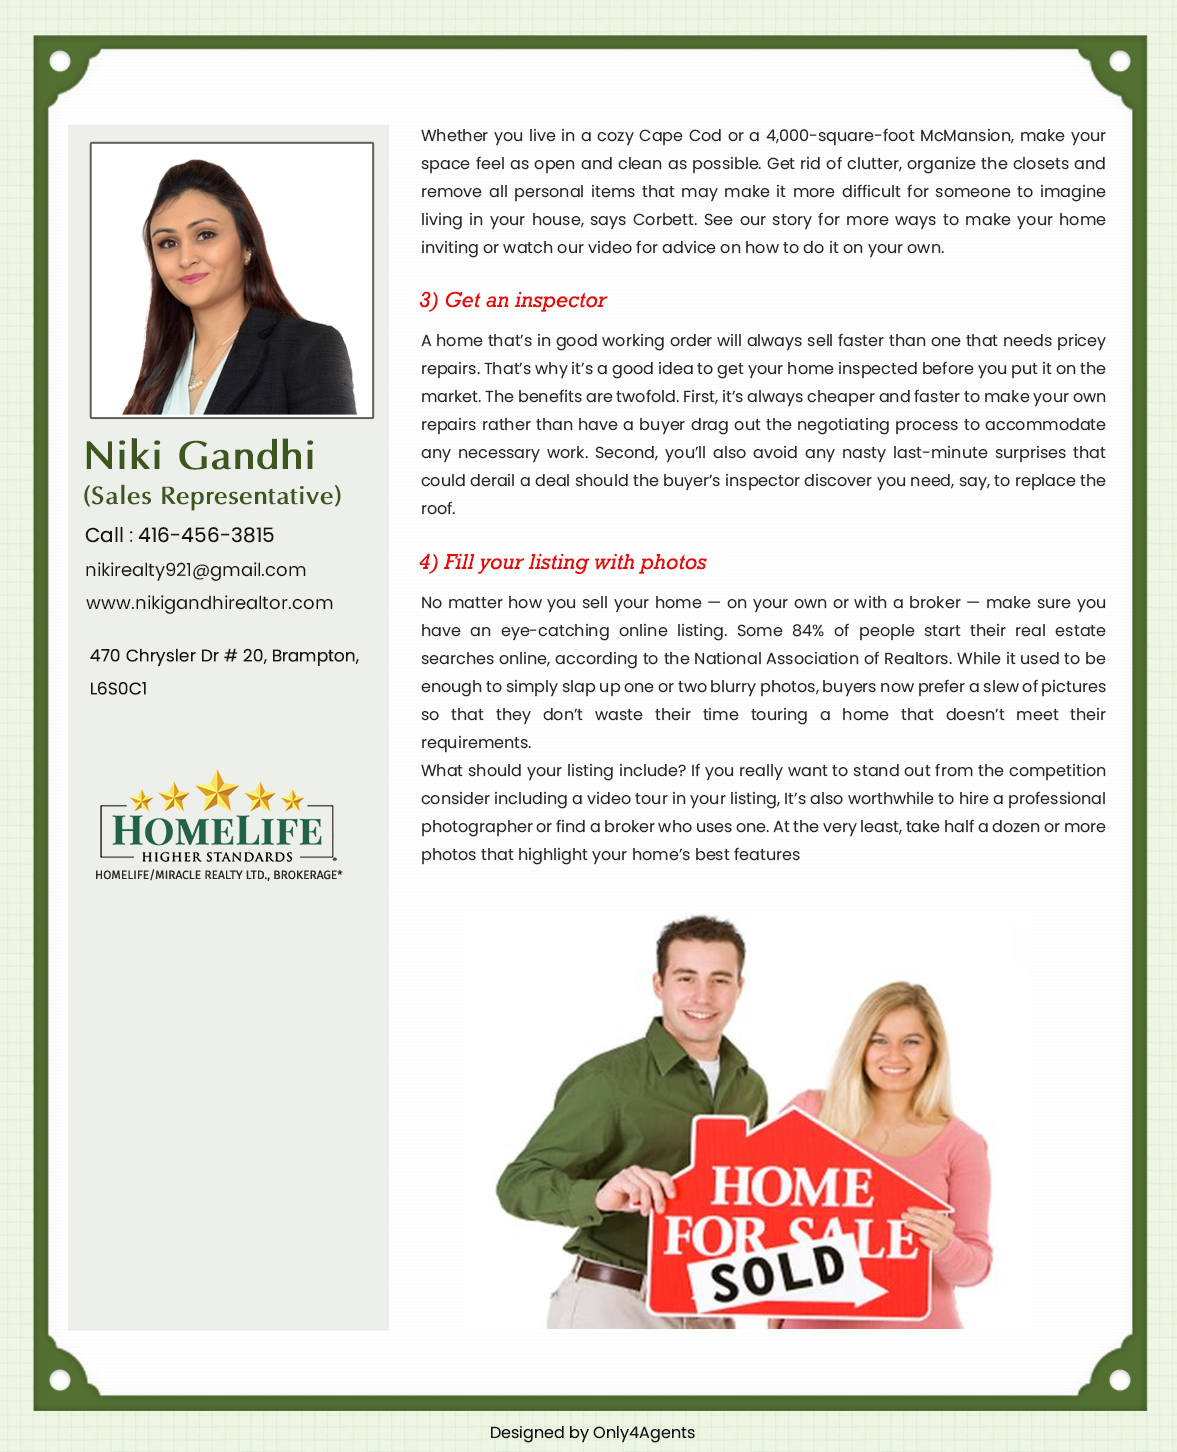 Niki Gandhi
(Sales Representative)
Call : 416-456-3815
nikirealty921@gmail.com
www.nikigandhirealtor.com
470 Chrysler Dr # 20, Brampton,
L6S0C1
HOMELIFE
HIGHER STANDARDS
HOMELIFE/MIRACLE REALTY LTD., BROKERAGE*
Whether you live in a cozy Cape Cod or a 4,000-square-foot McMansion, make your
space feel as open and clean as possible. Get rid of clutter, organize the closets and
remove all personal items that may make it more difficult for someone to imagine
living in your house, says Corbett. See our story for more ways to make your home
inviting or watch our video for advice on how to do it on your own.
3) Get an inspector
A home that’s in good working order will always sell faster than one that needs pricey
repairs. That’s why it’s a good idea to get your home inspected before you put it on the
market. The benefits are twofold. First, it’s always cheaper and faster to make your own
repairs rather than have a buyer drag out the negotiating process to accommodate
any necessary work. Second, you’ll also avoid any nasty last-minute surprises that
could derail a deal should the buyer’s inspector discover you need, say, to replace the
roof.
4) Fill your listing with photos
No matter how you sell your home — on your own or with a broker — make sure you
have an eye-catching online listing. Some 84% of people start their real estate
searches online, according to the National Association of Realtors. While it used to be
enough to simply slap up one or two blurry photos, buyers now prefer a slew of pictures
so that they don’t waste their time touring a home that doesn’t meet their
requirements.
What should your listing include? If you really want to stand out from the competition
consider including a video tour in your listing, It’s also worthwhile to hire a professional
photographer or find a broker who uses one. At the very least, take half a dozen or more
photos that highlight your home’s best features
HOME
FOR SALE
SOLD
Designed by Only4Agents